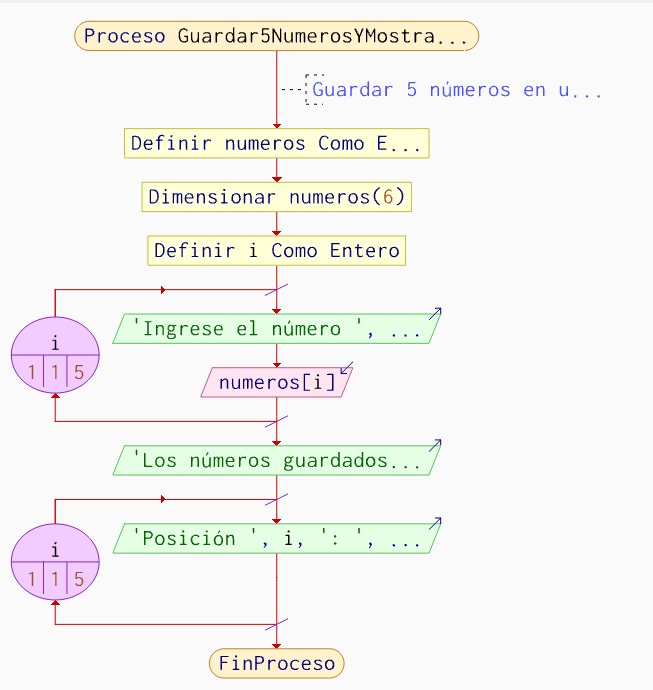 Proceso Guardar5NumerosYMostra...
Guardar 5 números en u...
Definir numeros Como E...
Dimensionar numeros(6)
Definir i Como Entero
'Ingrese el número ', ...
i
1 1 5
numeros[i]
'Los números guardados...
'Posición ', i, ': ', ...
i
1 1 5
FinProceso